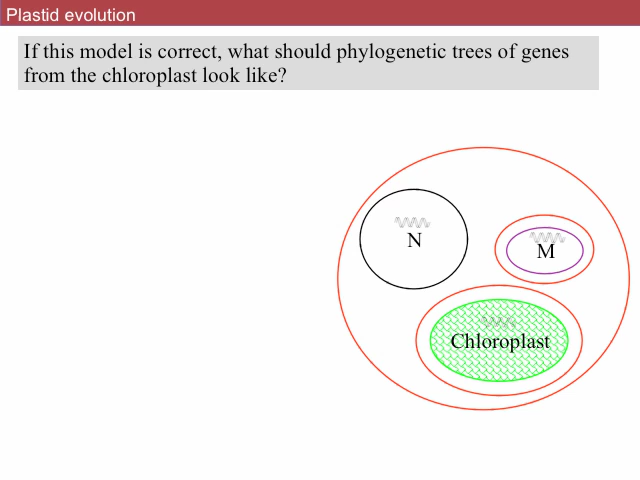 Plastid evolution
If this model is correct, what should phylogenetic trees of genes
from the chloroplast look like?
N
M
Chloroplast